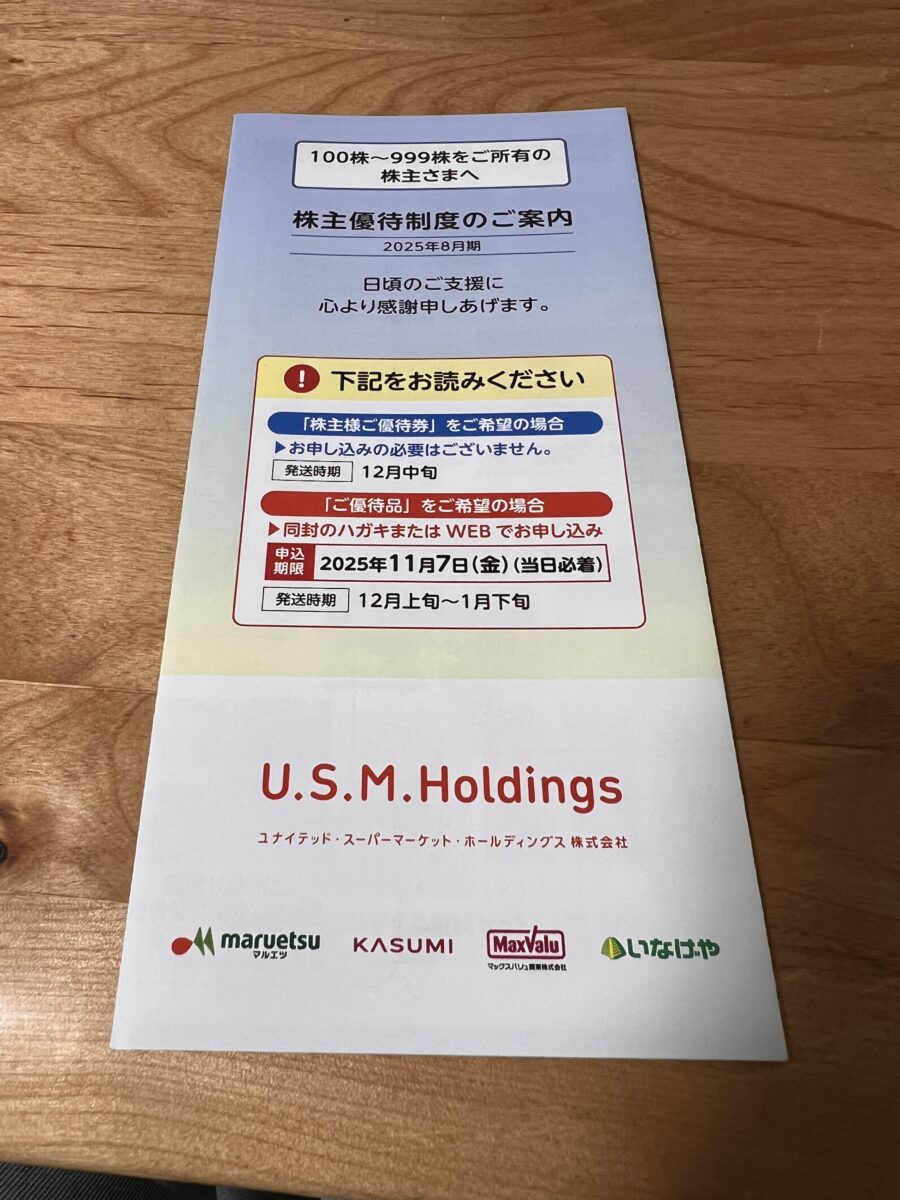 100株～999株をご所有の
株主さまへ
株主優待制度のご案内
2025年8月期
日頃のご支援に
心より感謝申しあげます。
! 下記をお読みください
「株主様ご優待券」をご希望の場合
▶お申し込みの必要はございません。
発送時期 12月中旬
「ご優待品」をご希望の場合
▶同封のハガキまたは WEB でお申し込み
申込期限 2025年11月7日(金)(当日必着)
発送時期 12月上旬～1月下旬
U.S.M.Holdings
ユナイテッド・スーパーマーケット・ホールディングス 株式会社
maruetsu KASUMI MaxValu いなげや
マルエツ マックスバリュ関東株式会社